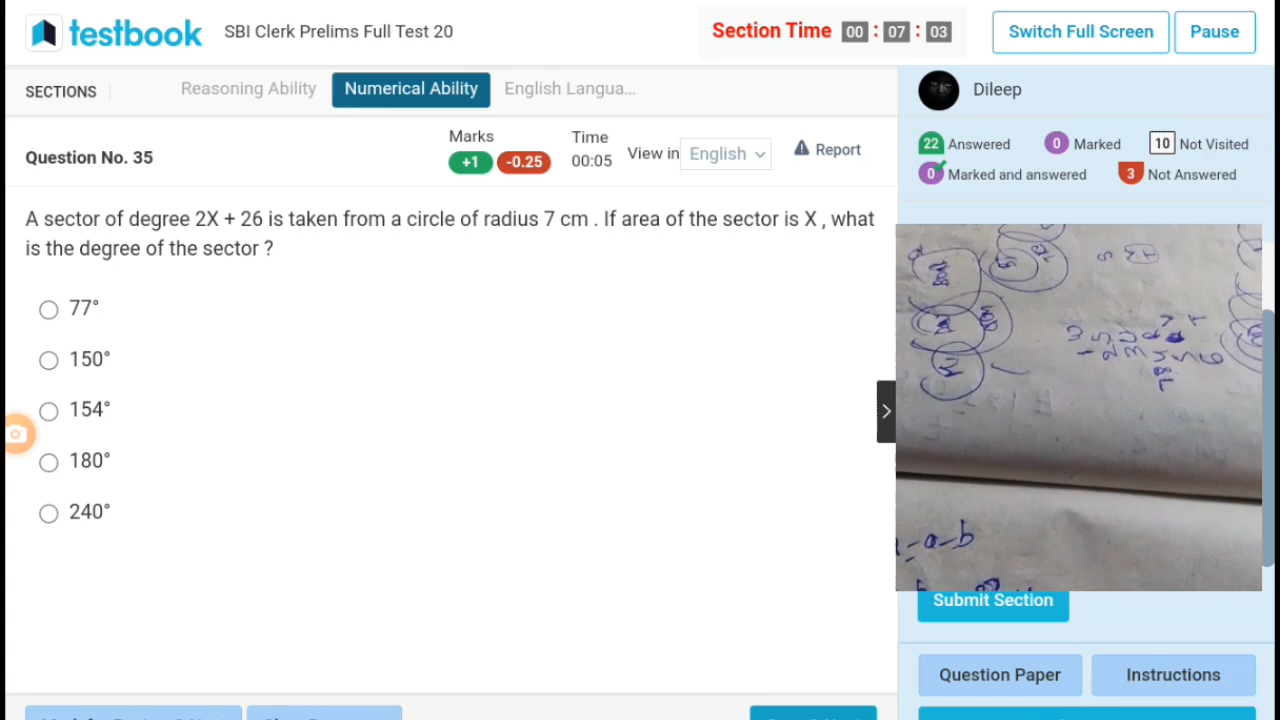 testbook SBI Clerk Prelims Full Test 20 Section Time 00 : 07 : 03 Switch Full Screen Pause
SECTIONS Reasoning Ability Numerical Ability English Langua... Dileep
Question No. 35 Marks +1 -0.25 Time 00:05 View in English Report
22 Answered 0 Marked 10 Not Visited
0 Marked and answered 3 Not Answered
A sector of degree 2X + 26 is taken from a circle of radius 7 cm . If area of the sector is X , what
is the degree of the sector ?
77°
150°
154°
180°
240°
Submit Section
Question Paper Instructions